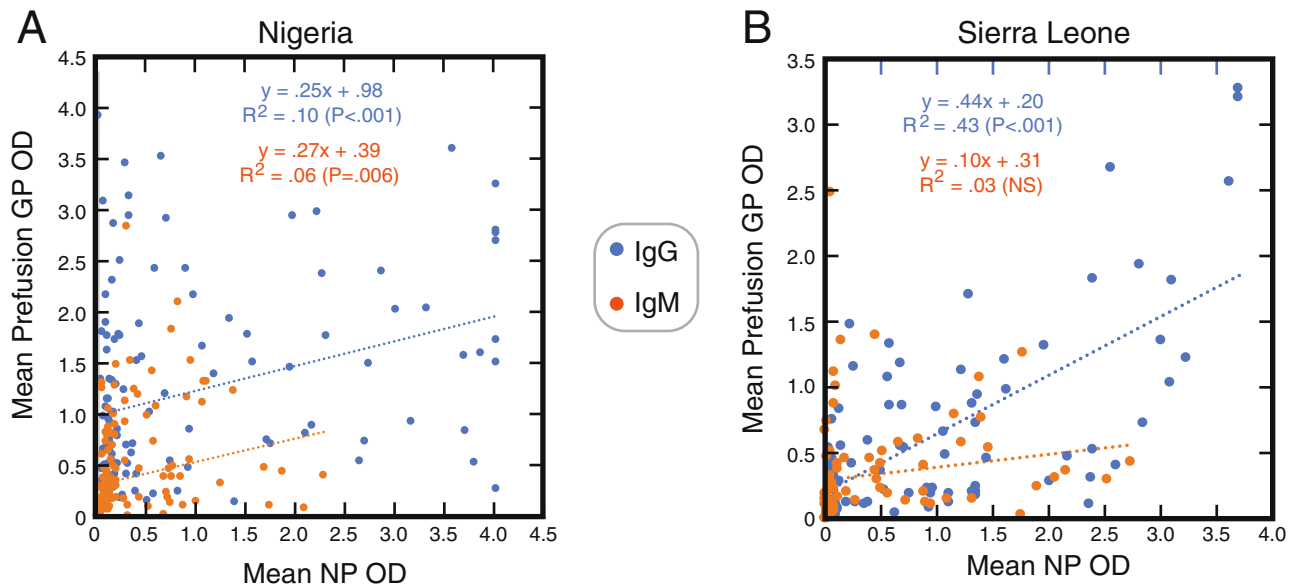 A
Nigeria
4.5
4.0
3.5
3.0
2.5
2.0
1.5
1.0
0.5
0
Mean Prefusion GP OD
y = .25x + .98
R2 = .10 (P<.001)
y = .27x + .39
R2 = .06 (P=.006)
0 0.5 1.0 1.5 2.0 2.5 3.0 3.5 4.0 4.5
Mean NP OD
IgG
IgM
B
Sierra Leone
3.5
3.0
2.5
2.0
1.5
1.0
0.5
0
Mean Prefusion GP OD
y = .44x + .20
R2 = .43 (P<.001)
y = .10x + .31
R2 = .03 (NS)
0 0.5 1.0 1.5 2.0 2.5 3.0 3.5 4.0
Mean NP OD